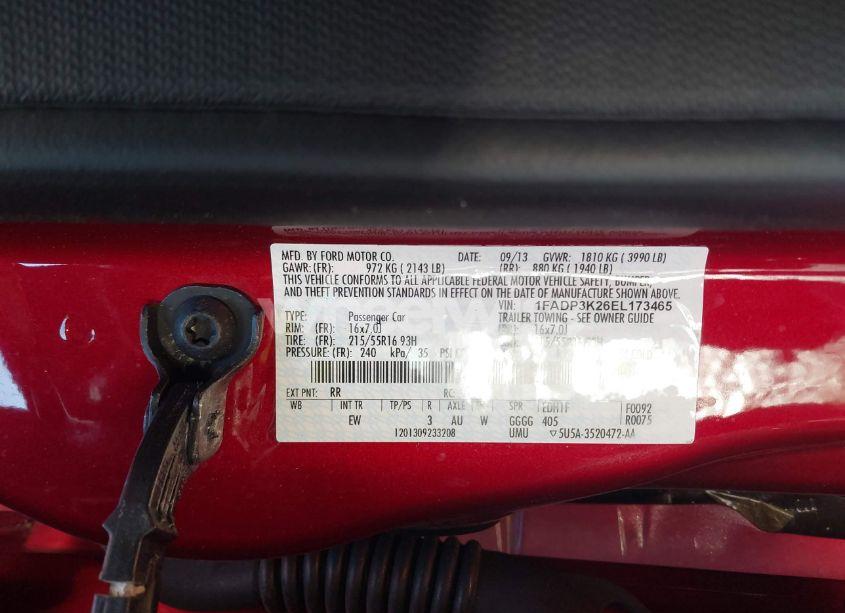 MFD. BY FORD MOTOR CO. DATE: 09/13 GVWR: 1810 KG ( 3990 LB)
GAWR: (FR): 972 KG ( 2143 LB) (RR): 880 KG ( 1940 LB)
THIS VEHICLE CONFORMS TO ALL APPLICABLE FEDERAL MOTOR VEHICLE SAFETY, BUMPER,
AND THEFT PREVENTION STANDARDS IN EFFECT ON THE DATE OF MANUFACTURE SHOWN ABOVE.
VIN: 1FADP3K26EL173465
TYPE: Passenger Car TRAILER TOWING - SEE OWNER GUIDE
RIM: (FR) 16x7.0J 16x7.0J
TIRE: (FR) 215/55R16 93H 215/55R16
PRESSURE: (FR) 240 kPa/ 35 PSI COLD
EXT PNT: RR RC:
WB INT TR TP/PS R AXLE SPR EDH1F F0092
EW 3 AU W GGGG 405 R0075
1201309233208 UMU 5U5A-3520472-AA